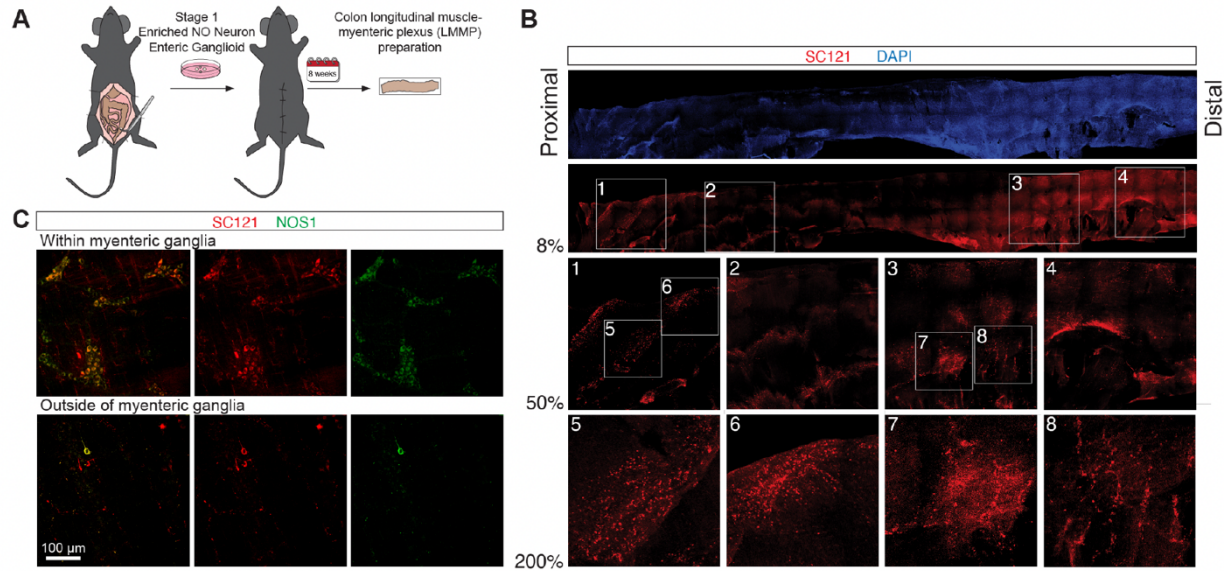 A
Stage 1
Enriched NO Neuron
Enteric Ganglioid
8 weeks
Colon longitudinal muscle-
myenteric plexus (LMMP)
preparation
B
SC121 DAPI
Proximal
Distal
1
2
3
4
8%
1
5
6
2
3
7
8
4
50%
5
6
7
8
200%
C
SC121 NOS1
Within myenteric ganglia
Outside of myenteric ganglia
100 µm